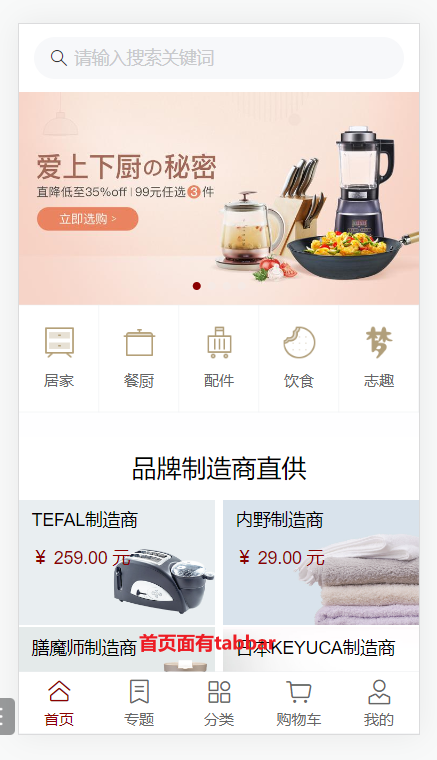 请输入搜索关键词
爱上下厨の秘密
直降低至35%off | 99元任选3件
立即选购 >
居家 餐厨 配件 饮食 志趣
品牌制造商直供
TEFAL制造商 内野制造商
¥ 259.00 元 ¥ 29.00 元
首页面有tabbar
膳魔师制造商 日本KEYUCA制造商
首页 专题 分类 购物车 我的